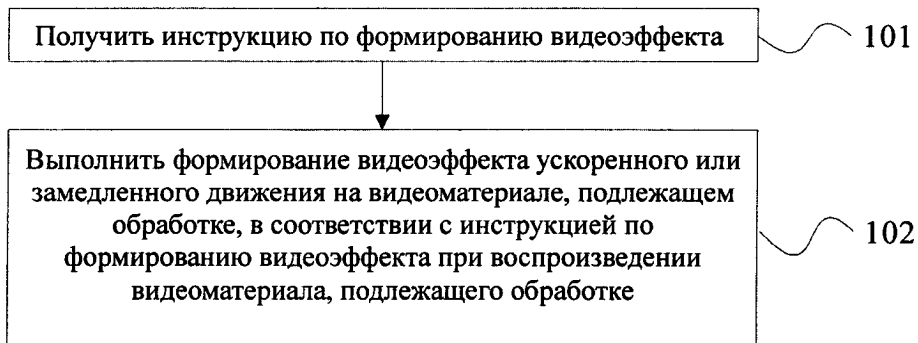 Получить инструкцию по формированию видеоэффекта
101
Выполнить формирование видеоэффекта ускоренного или
замедленного движения на видеоматериале, подлежащем
обработке, в соответствии с инструкцией по
формированию видеоэффекта при воспроизведении
видеоматериала, подлежащего обработке
102